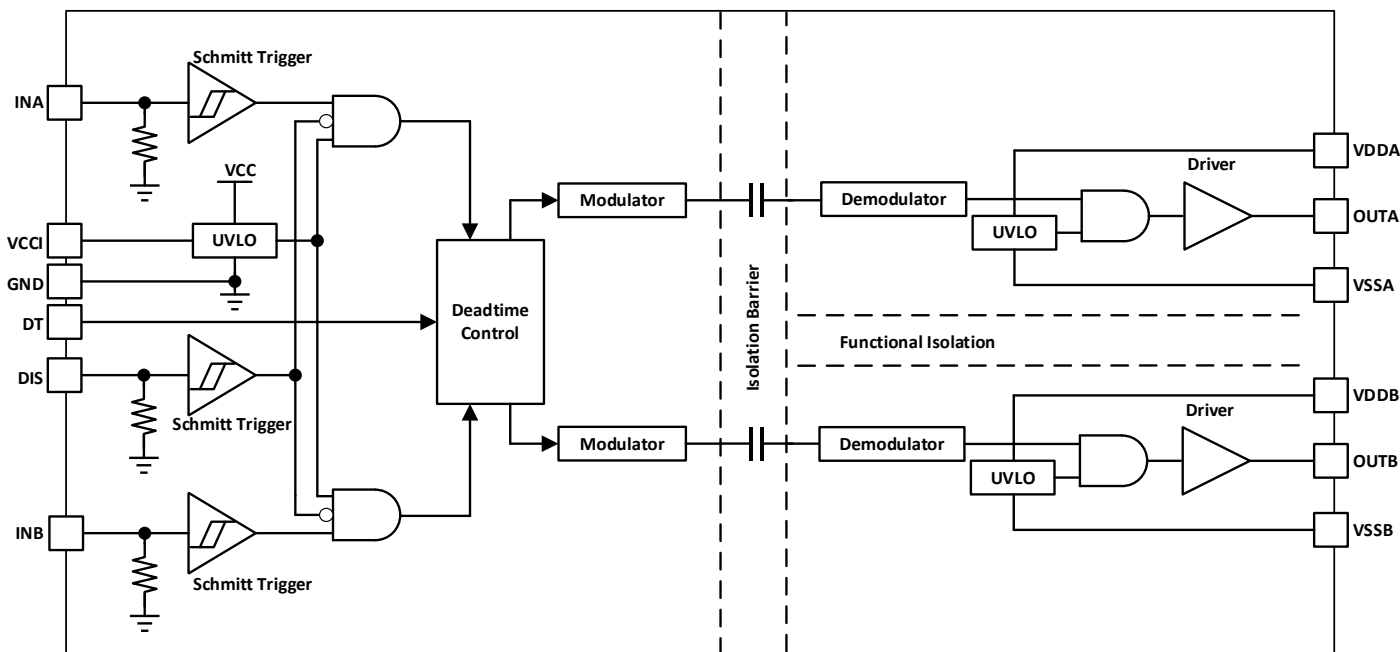 Schmitt Trigger
INA
VCC
VCCI
UVLO
GND
DT
DIS
Schmitt Trigger
INB
Schmitt Trigger
Deadtime
Control
Modulator
Modulator
Isolation Barrier
Demodulator
UVLO
Driver
VDDA
OUTA
VSSA
Functional Isolation
Demodulator
UVLO
Driver
VDDB
OUTB
VSSB